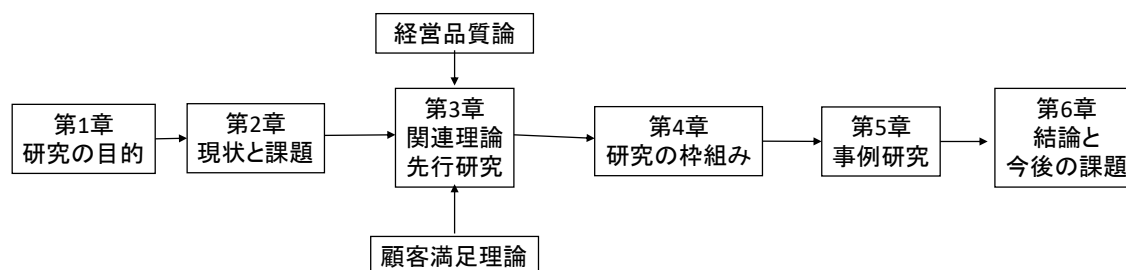 経営品質論
第1章
研究の目的
第2章
現状と課題
第3章
関連理論
先行研究
第4章
研究の枠組み
第5章
事例研究
第6章
結論と
今後の課題
顧客満足理論